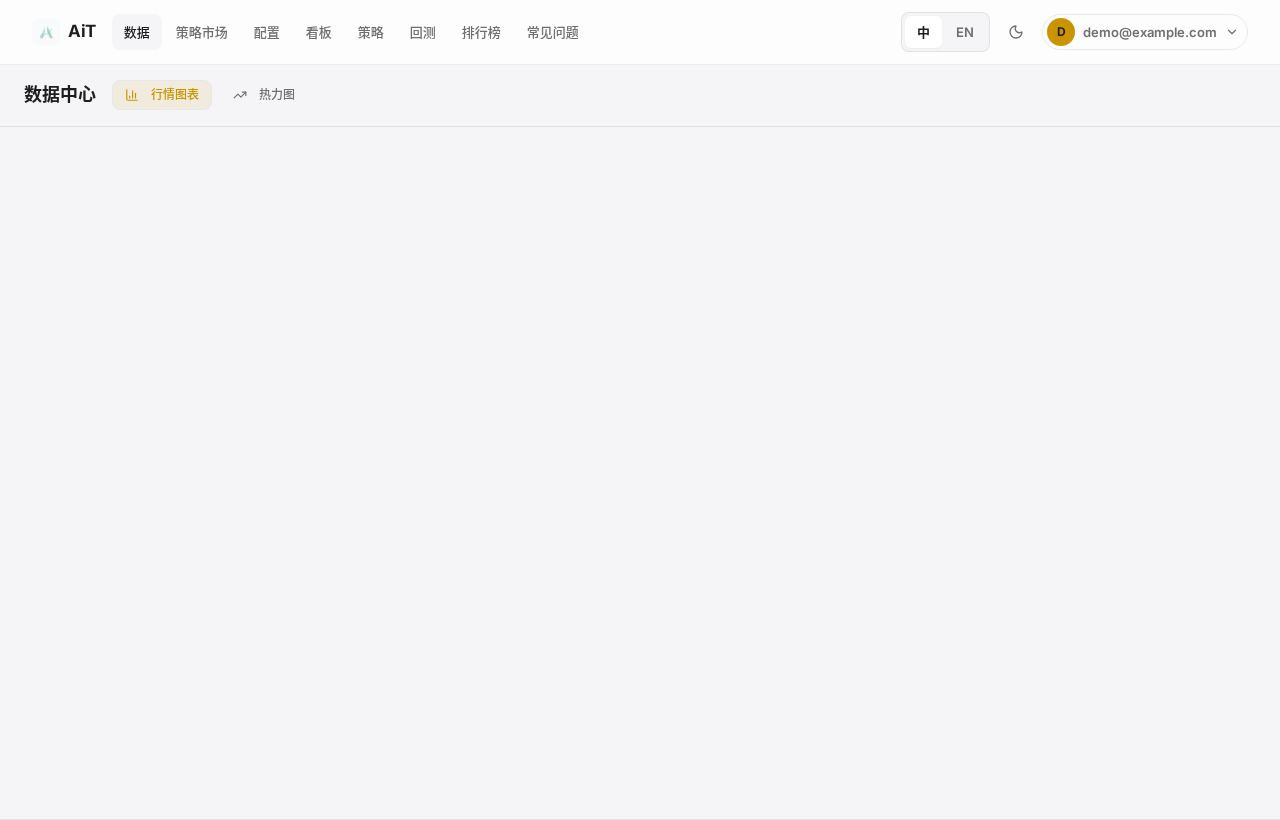 AiT 数据 策略市场 配置 看板 策略 回测 排行榜 常见问题 中 EN D demo@example.com
数据中心 行情图表 热力图